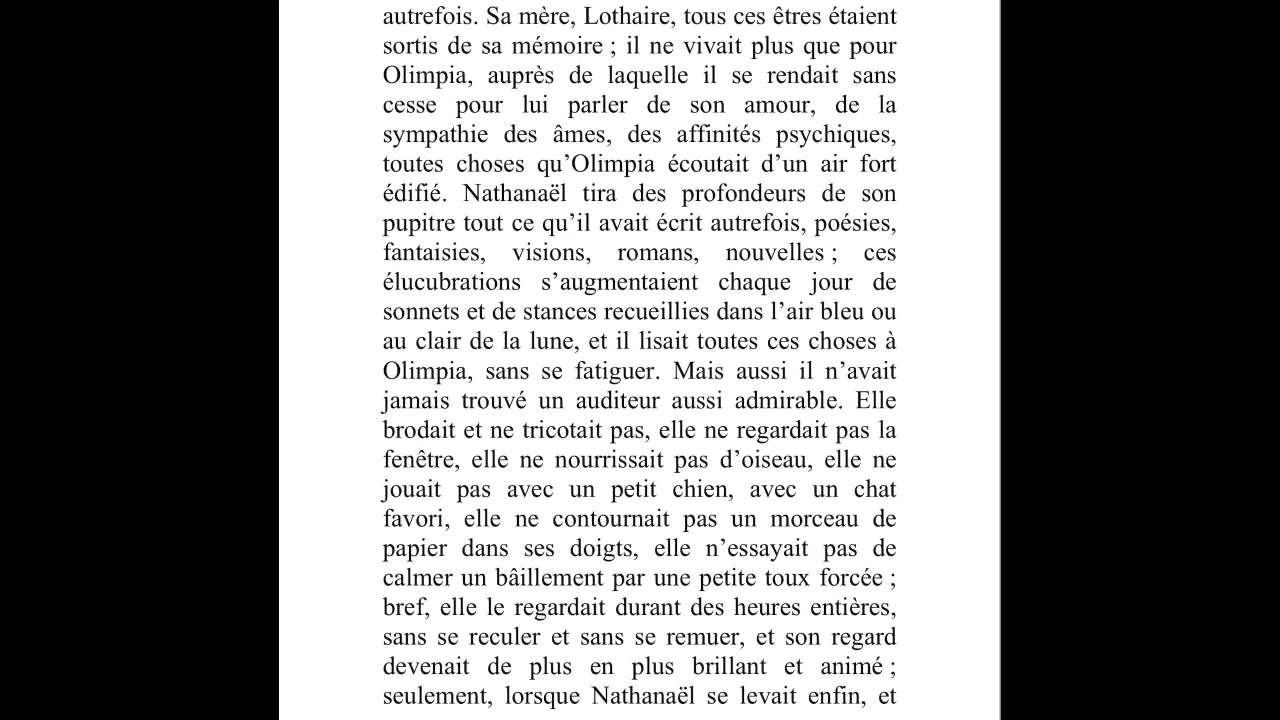 autrefois. Sa mère, Lothaire, tous ces êtres étaient
sortis de sa mémoire ; il ne vivait plus que pour
Olimpia, auprès de laquelle il se rendait sans
cesse pour lui parler de son amour, de la
sympathie des âmes, des affinités psychiques,
toutes choses qu’Olimpia écoutait d’un air fort
édifié. Nathanaël tira des profondeurs de son
pupitre tout ce qu’il avait écrit autrefois, poésies,
fantaisies, visions, romans, nouvelles ; ces
élucubrations s’augmentaient chaque jour de
sonnets et de stances recueillies dans l’air bleu ou
au clair de la lune, et il lisait toutes ces choses à
Olimpia, sans se fatiguer. Mais aussi il n’avait
jamais trouvé un auditeur aussi admirable. Elle
brodait et ne tricotait pas, elle ne regardait pas la
fenêtre, elle ne nourrissait pas d’oiseau, elle ne
jouait pas avec un petit chien, avec un chat
favori, elle ne contournait pas un morceau de
papier dans ses doigts, elle n’essayait pas de
calmer un bâillement par une petite toux forcée ;
bref, elle le regardait durant des heures entières,
sans se reculer et sans se remuer, et son regard
devenait de plus en plus brillant et animé ;
seulement, lorsque Nathanaël se levait enfin, et